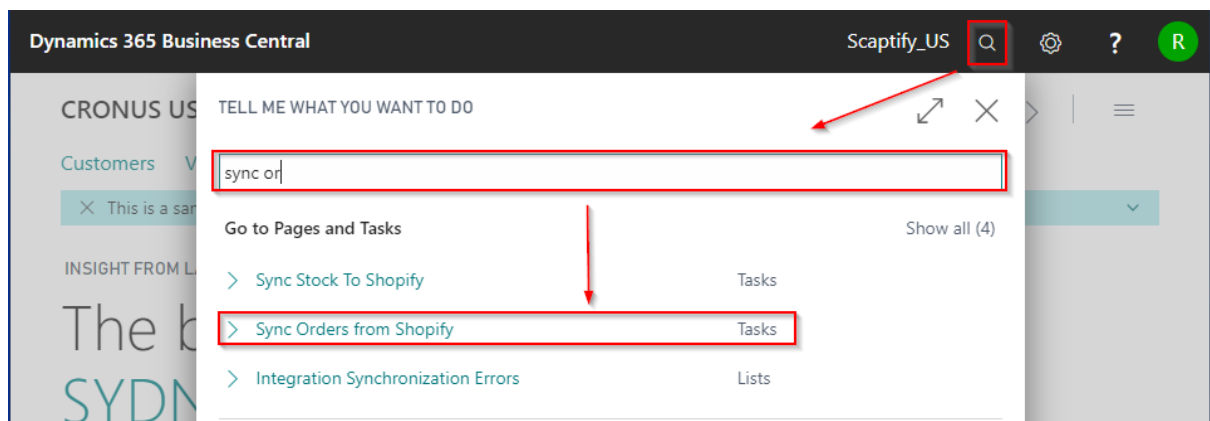 Dynamics 365 Business Central Scaptify_US ? R
CRONUS US
TELL ME WHAT YOU WANT TO DO
Customers V
sync or
This is a sar
Go to Pages and Tasks Show all (4)
INSIGHT FROM L
Sync Stock To Shopify Tasks
The b
Sync Orders from Shopify Tasks
SYDN
Integration Synchronization Errors Lists